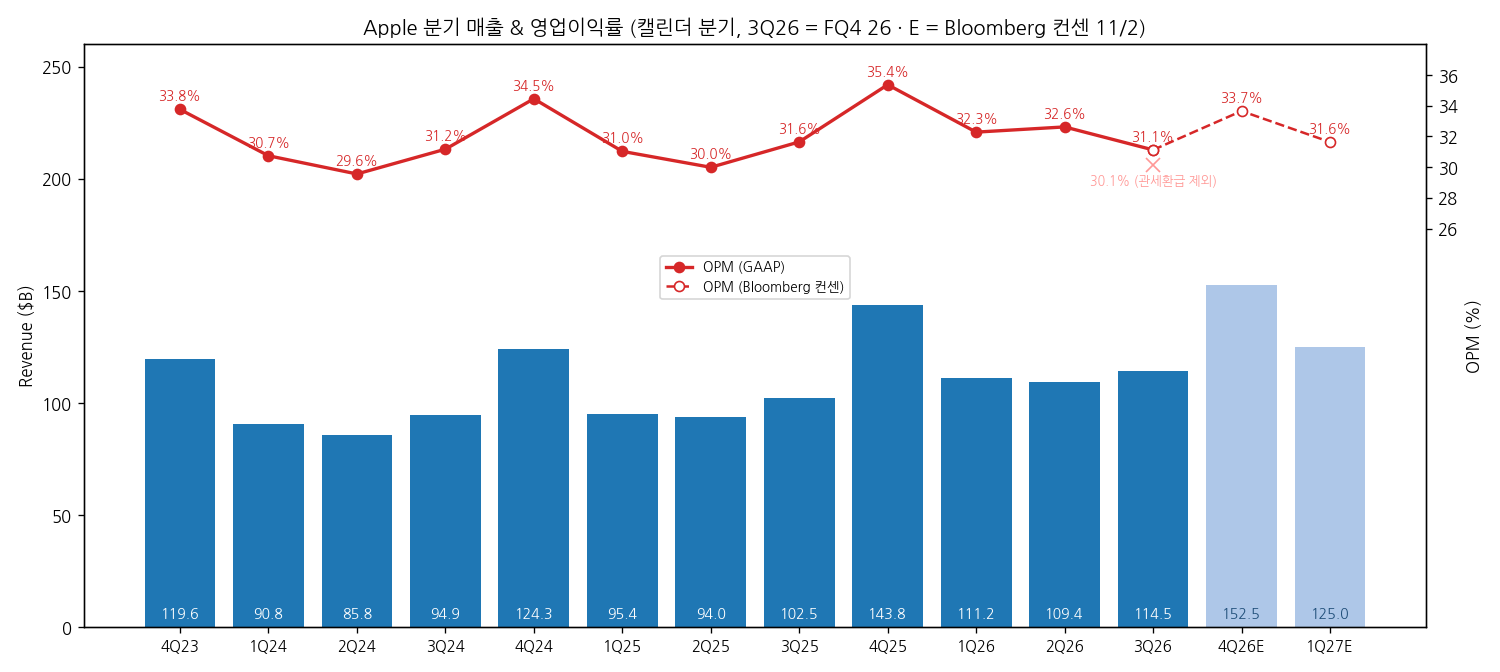 Apple 분기 매출 & 영업이익률 (캘린더 분기, 3Q26 = FQ4 26 · E = Bloomberg 컨센 11/2)
Revenue ($B)
250
200
150
100
50
0
OPM (%)
36
34
32
30
28
26
33.8%
30.7%
29.6%
31.2%
34.5%
31.0%
30.0%
31.6%
35.4%
32.3%
32.6%
31.1%
33.7%
31.6%
30.1% (관세환급 제외)
OPM (GAAP)
OPM (Bloomberg 컨센)
119.6
90.8
85.8
94.9
124.3
95.4
94.0
102.5
143.8
111.2
109.4
114.5
152.5
125.0
4Q23
1Q24
2Q24
3Q24
4Q24
1Q25
2Q25
3Q25
4Q25
1Q26
2Q26
3Q26
4Q26E
1Q27E